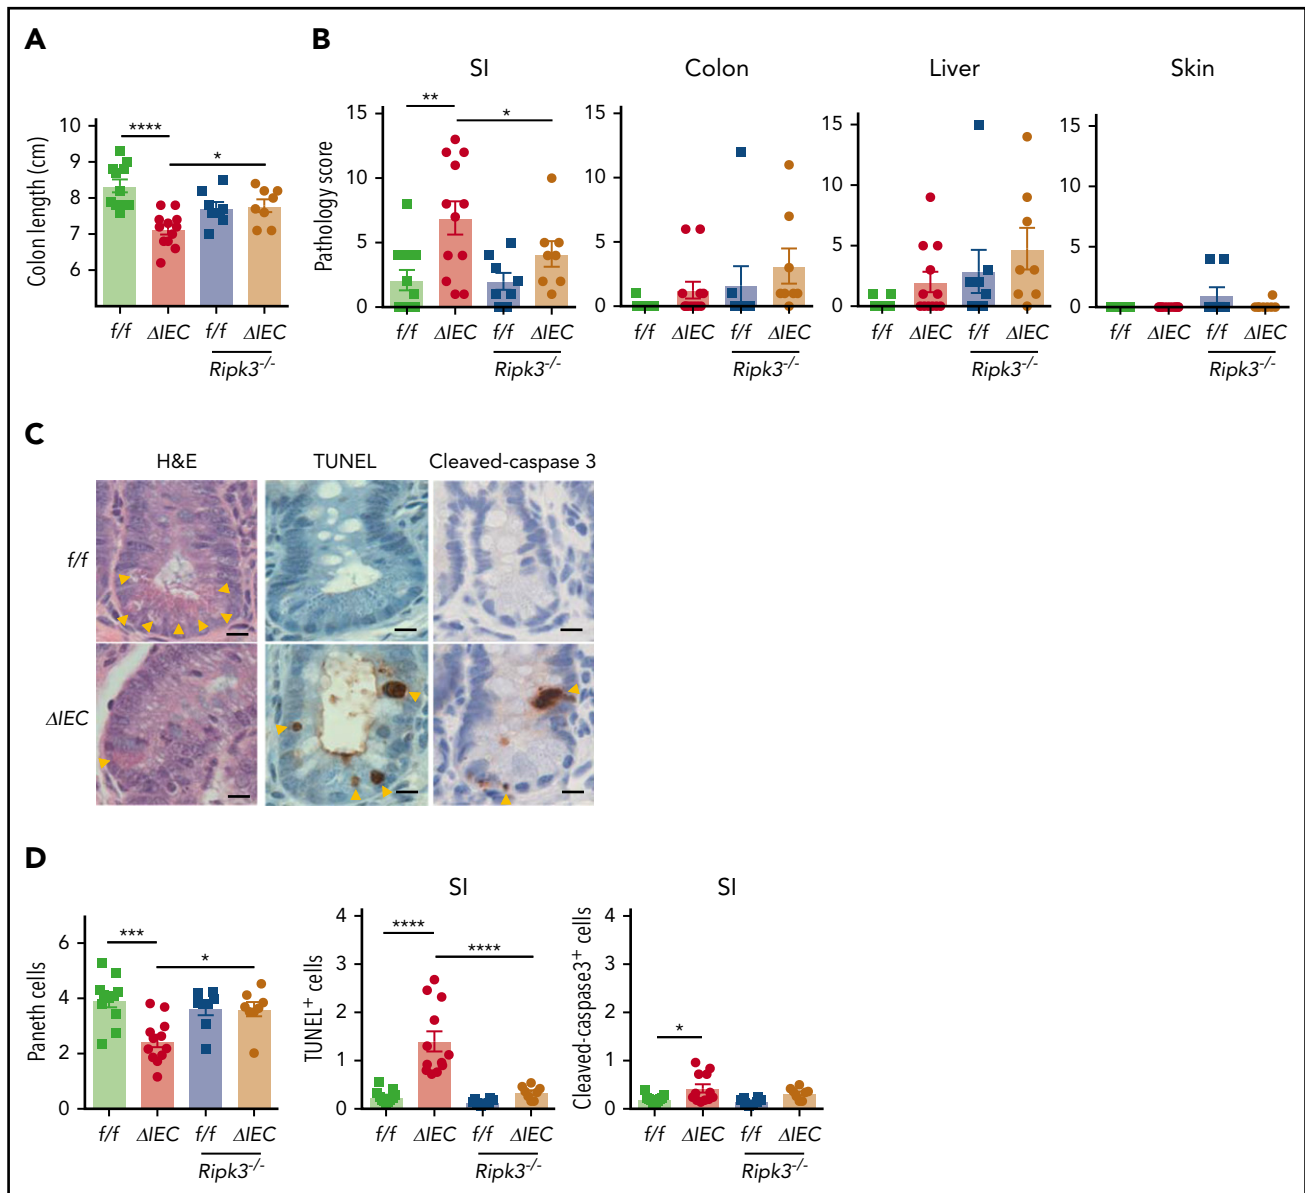 A
Colon length (cm)
10
9
8
7
6
****
*
f/f
ΔIEC
f/f
ΔIEC
Ripk3-/-
B
SI
Pathology score
15
10
5
0
**
*
f/f
ΔIEC
f/f
ΔIEC
Ripk3-/-
Colon
15
10
5
0
f/f
ΔIEC
f/f
ΔIEC
Ripk3-/-
Liver
15
10
5
0
f/f
ΔIEC
f/f
ΔIEC
Ripk3-/-
Skin
15
10
5
0
f/f
ΔIEC
f/f
ΔIEC
Ripk3-/-
C
H&E
TUNEL
Cleaved-caspase 3
f/f
ΔIEC
D
Paneth cells
6
4
2
0
***
*
f/f
ΔIEC
f/f
ΔIEC
Ripk3-/-
SI
TUNEL+ cells
4
3
2
1
0
****
****
f/f
ΔIEC
f/f
ΔIEC
Ripk3-/-
SI
Cleaved-caspase3+ cells
4
3
2
1
0
*
f/f
ΔIEC
f/f
ΔIEC
Ripk3-/-